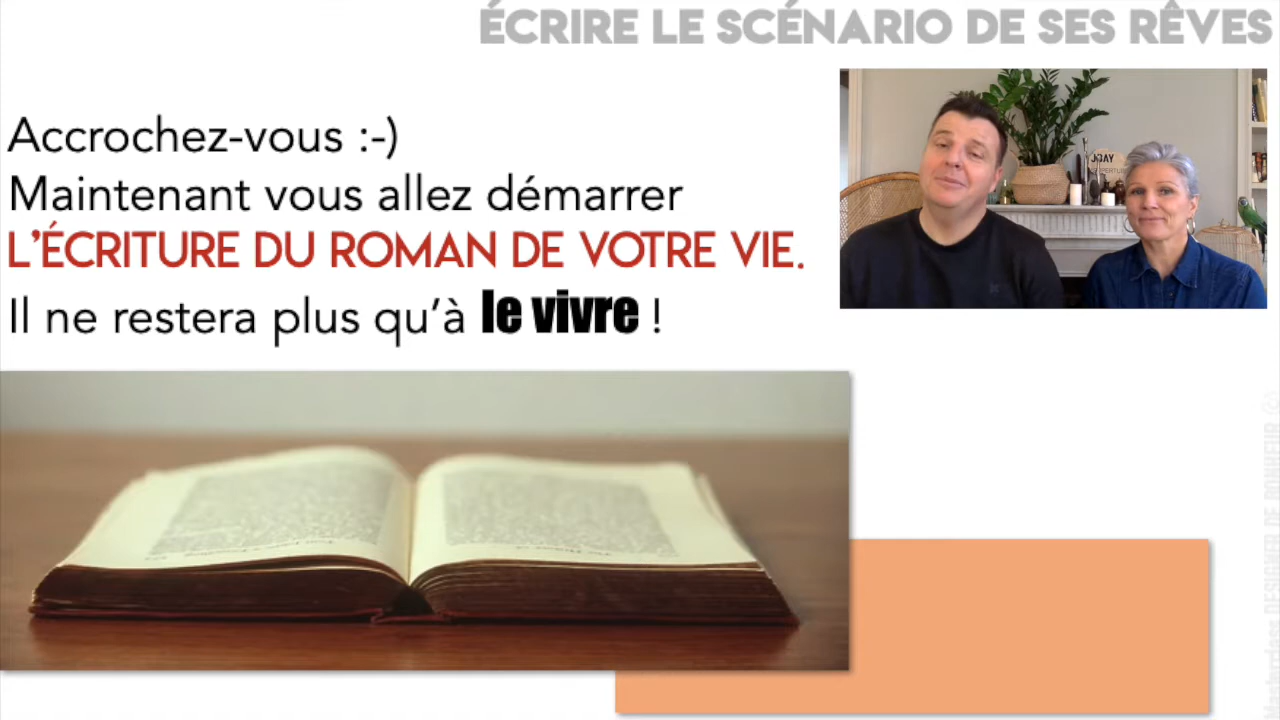 ÉCRIRE LE SCÉNARIO DE SES RÊVES
Accrochez-vous :-)
Maintenant vous allez démarrer
L'ÉCRITURE DU ROMAN DE VOTRE VIE.
Il ne restera plus qu'à le vivre !
DESIGNER DE BONHEUR ©